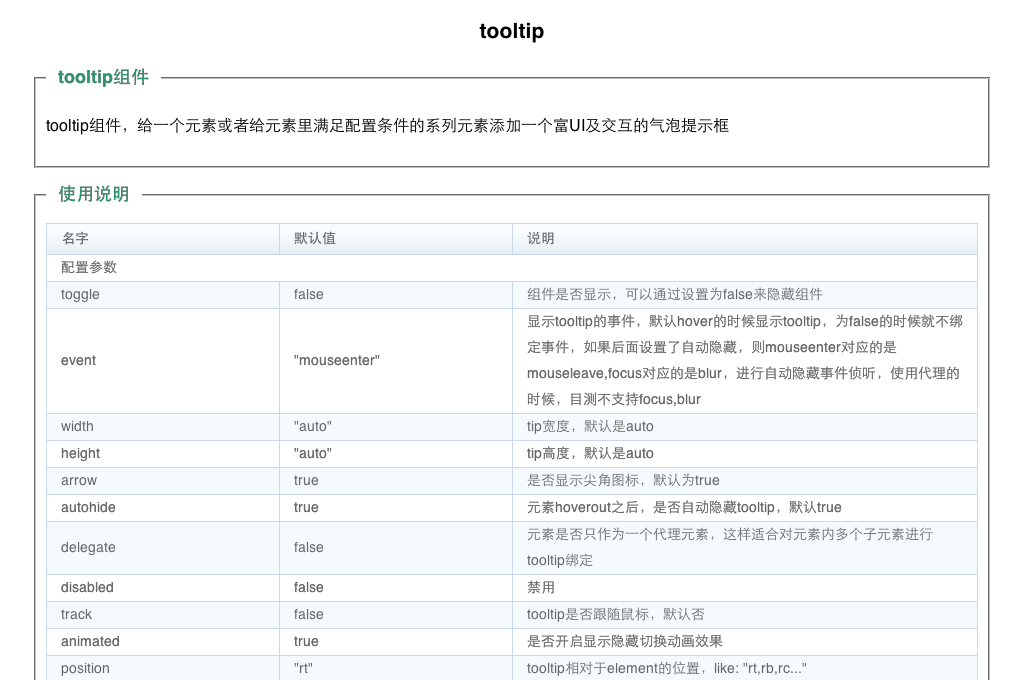 tooltip
tooltip组件
tooltip组件，给一个元素或者给元素里满足配置条件的系列元素添加一个富UI及交互的气泡提示框
使用说明
名字 默认值 说明
配置参数
toggle false 组件是否显示，可以通过设置为false来隐藏组件
event "mouseenter" 显示tooltip的事件，默认hover的时候显示tooltip，为false的时候就不绑
定事件，如果后面设置了自动隐藏，则mouseenter对应的是
mouseleave,focus对应的是blur，进行自动隐藏事件侦听，使用代理的
时候，目测不支持focus,blur
width "auto" tip宽度，默认是auto
height "auto" tip高度，默认是auto
arrow true 是否显示尖角图标，默认为true
autohide true 元素hoverout之后，是否自动隐藏tooltip，默认true
delegate false 元素是否只作为一个代理元素，这样适合对元素内多个子元素进行
tooltip绑定
disabled false 禁用
track false tooltip是否跟随鼠标，默认否
animated true 是否开启显示隐藏切换动画效果
position "rt" tooltip相对于element的位置，like: "rt,rb,rc..."